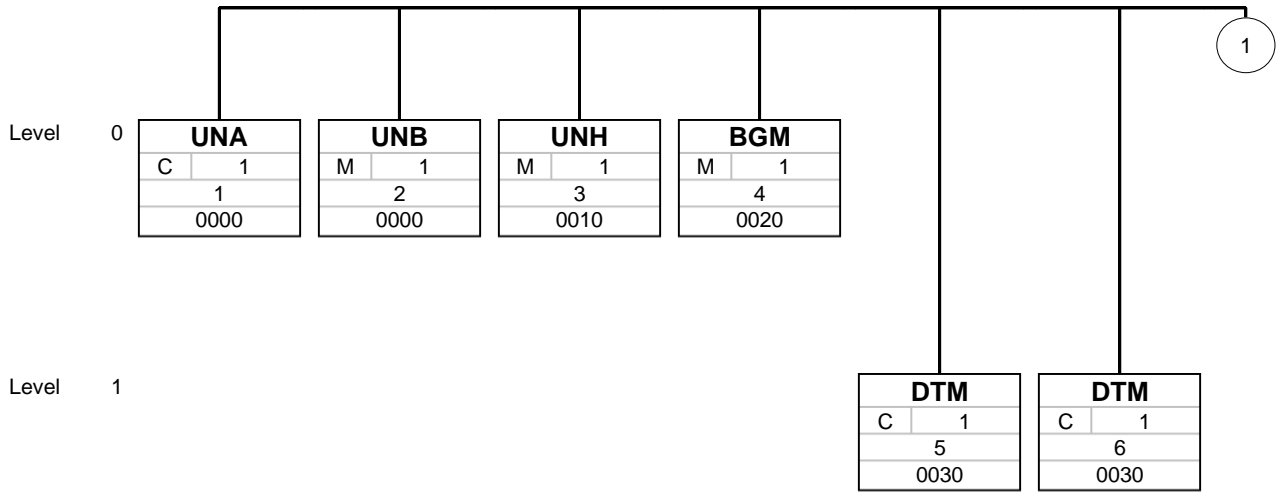 1
Level 0
UNA UNB UNH BGM
C 1 M 1 M 1 M 1
1 2 3 4
0000 0000 0010 0020
Level 1
DTM DTM
C 1 C 1
5 6
0030 0030